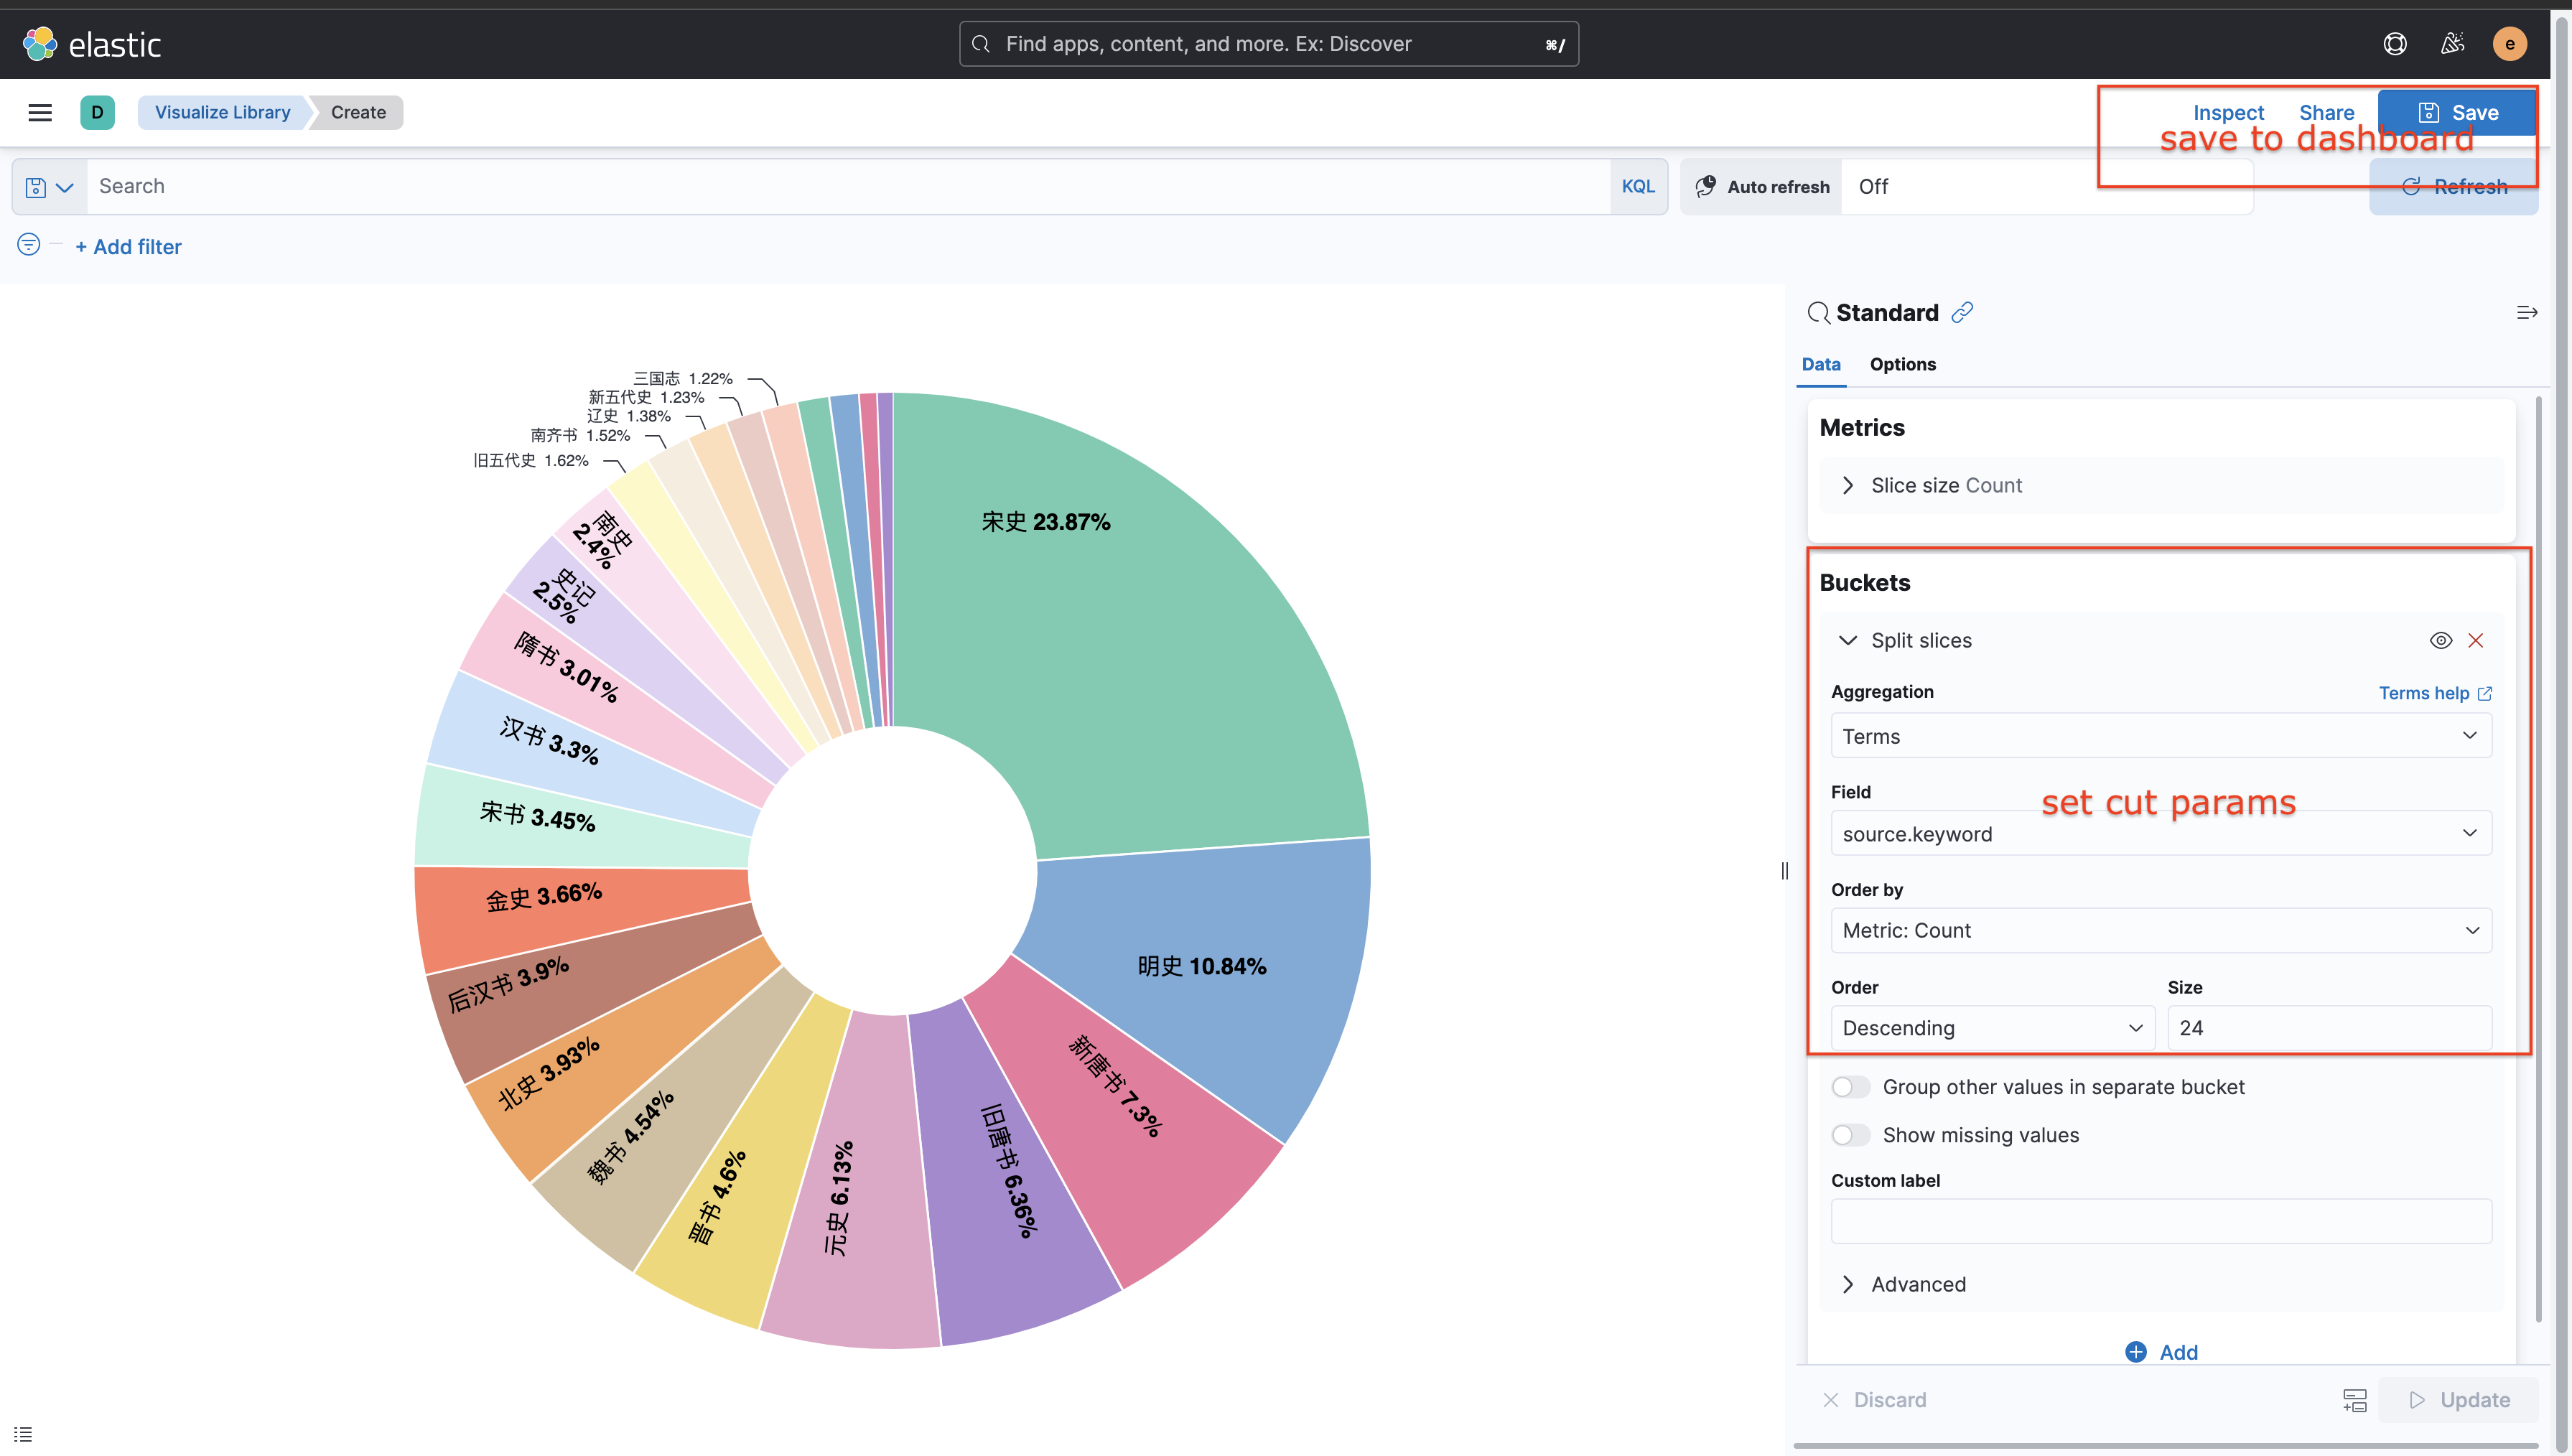 elastic
Find apps, content, and more. Ex: Discover
⌘/
e
D
Visualize Library
Create
Inspect
Share
Save
save to dashboard
Search
KQL
Auto refresh
Off
Refresh
+ Add filter
三国志 1.22%
新五代史 1.23%
辽史 1.38%
南齐书 1.52%
旧五代史 1.62%
宋史 23.87%
南史
2.4%
史记
2.5%
隋书 3.01%
汉书 3.3%
宋书 3.45%
金史 3.66%
后汉书 3.9%
北史 3.93%
魏书 4.54%
晋书 4.6%
元史 6.13%
旧唐书 6.36%
新唐书 7.3%
明史 10.84%
Standard
Data
Options
Metrics
Slice size Count
Buckets
Split slices
Aggregation
Terms help
Terms
Field
set cut params
source.keyword
Order by
Metric: Count
Order
Size
Descending
24
Group other values in separate bucket
Show missing values
Custom label
Advanced
Add
Discard
Update